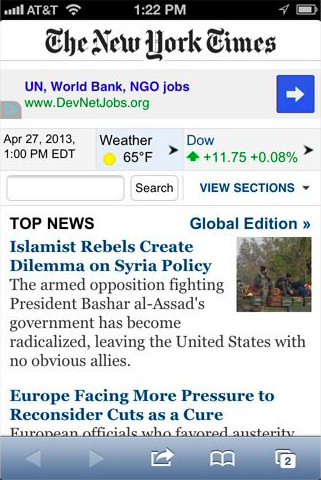 AT&T 1:22 PM
The New York Times
UN, World Bank, NGO jobs
www.DevNetJobs.org
Apr 27, 2013,
1:00 PM EDT
Weather
65°F
Dow
+11.75 +0.08%
Search
VIEW SECTIONS
TOP NEWS Global Edition »
Islamist Rebels Create
Dilemma on Syria Policy
The armed opposition fighting
President Bashar al-Assad's
government has become
radicalized, leaving the United States with
no obvious allies.
Europe Facing More Pressure to
Reconsider Cuts as a Cure
European officials who favored austerity
2